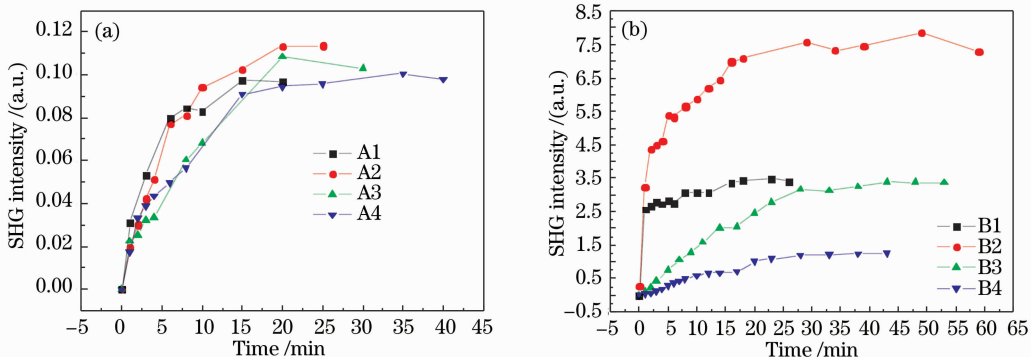 (a)
SHG intensity /(a.u.)
0.12
0.10
0.08
0.06
0.04
0.02
0.00
A1
A2
A3
A4
−5 0 5 10 15 20 25 30 35 40 45
Time /min
(b)
SHG intensity /(a.u.)
8.5
7.5
6.5
5.5
4.5
3.5
2.5
1.5
0.5
−0.5
B1
B2
B3
B4
−5 0 5 10 15 20 25 30 35 40 45 50 55 60 65
Time /min